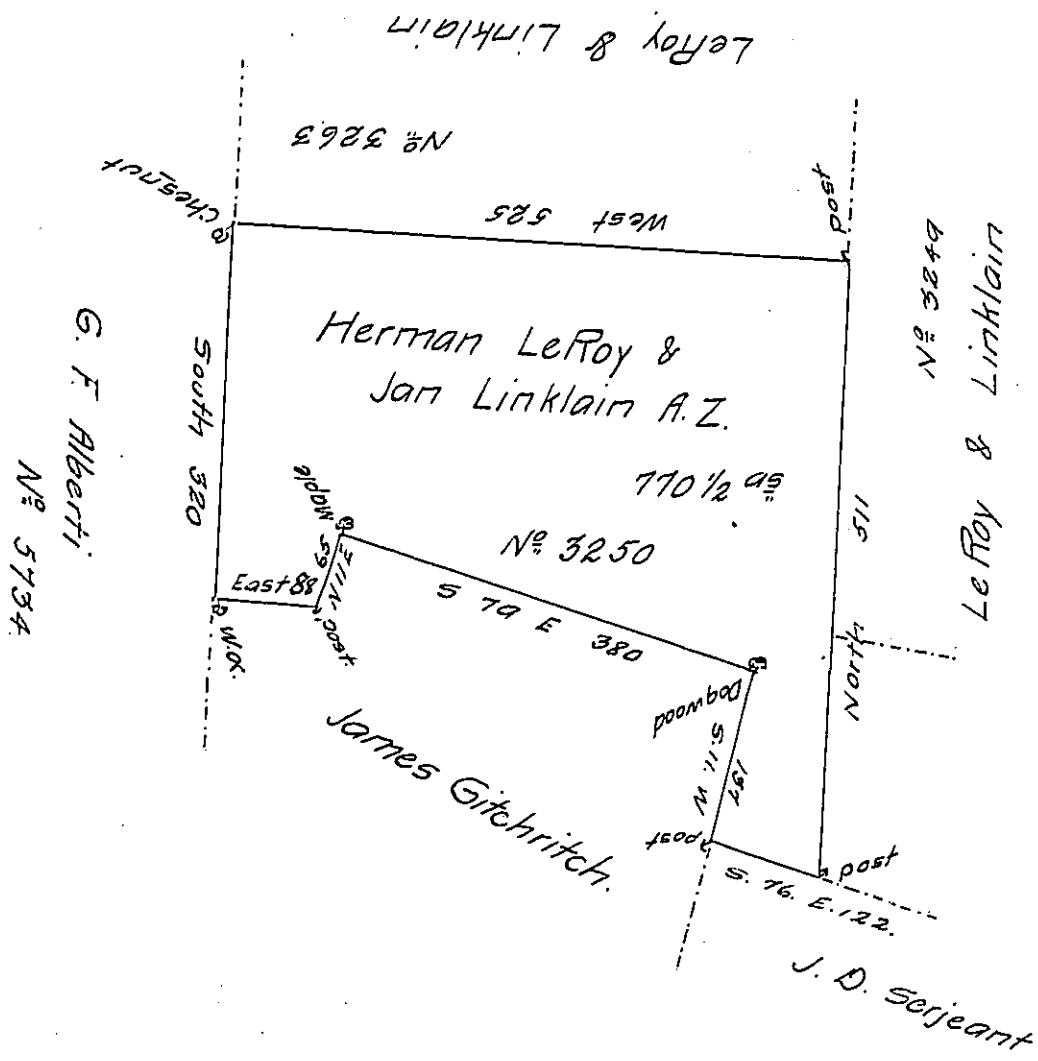 LeRoy & Linklain
Nº 3263
Chesnut
West 525
post
Nº 3249
LeRoy & Linklain
Herman LeRoy &
Jan Linklain A.Z.
770 1/2 as
Nº 3250
G. F. Alberti
Nº 5734
South 320
Maple
N. 11. E
East 88
post.
W.O.
S 79 E 380
511
North
Dogwood
S. 11. W
post
post
S. 76. E. 122.
James Gitchritch.
J. D. Serjeant